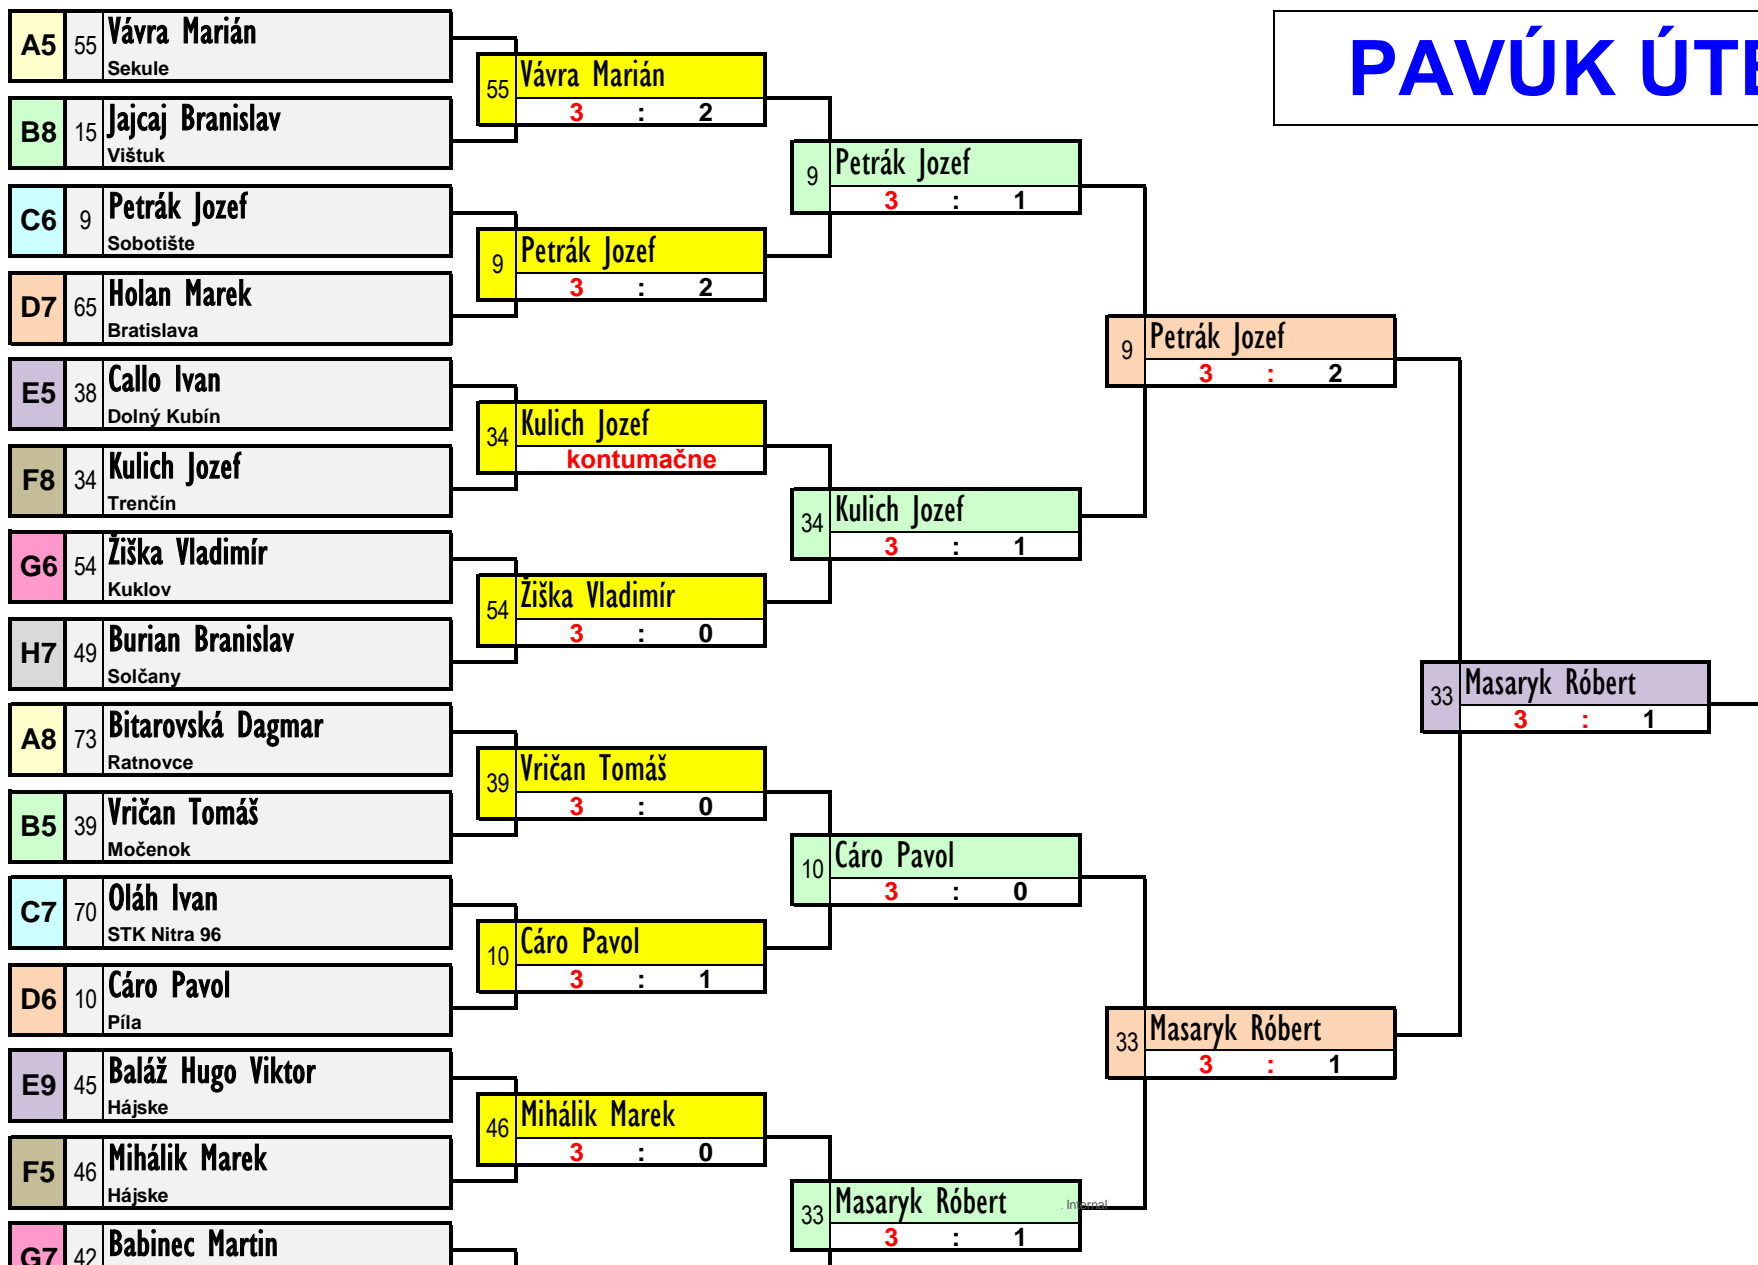 PAVÚK ÚTE
A5 55 Vávra Marián
Sekule
55 Vávra Marián
3 : 2
B8 15 Jajcaj Branislav
Vištuk
9 Petrák Jozef
3 : 1
C6 9 Petrák Jozef
Sobotište
9 Petrák Jozef
3 : 2
D7 65 Holan Marek
Bratislava
9 Petrák Jozef
3 : 2
E5 38 Callo Ivan
Dolný Kubín
34 Kulich Jozef
kontumačne
F8 34 Kulich Jozef
Trenčín
34 Kulich Jozef
3 : 1
G6 54 Žiška Vladimír
Kuklov
54 Žiška Vladimír
3 : 0
H7 49 Burian Branislav
Solčany
33 Masaryk Róbert
3 : 1
A8 73 Bitarovská Dagmar
Ratnovce
39 Vričan Tomáš
3 : 0
B5 39 Vričan Tomáš
Močenok
10 Cáro Pavol
3 : 0
C7 70 Oláh Ivan
STK Nitra 96
10 Cáro Pavol
3 : 1
D6 10 Cáro Pavol
Píla
33 Masaryk Róbert
3 : 1
E9 45 Baláž Hugo Viktor
Hájske
46 Mihálik Marek
3 : 0
F5 46 Mihálik Marek
Hájske
33 Masaryk Róbert
Internal
3 : 1
G7 42 Babinec Martin